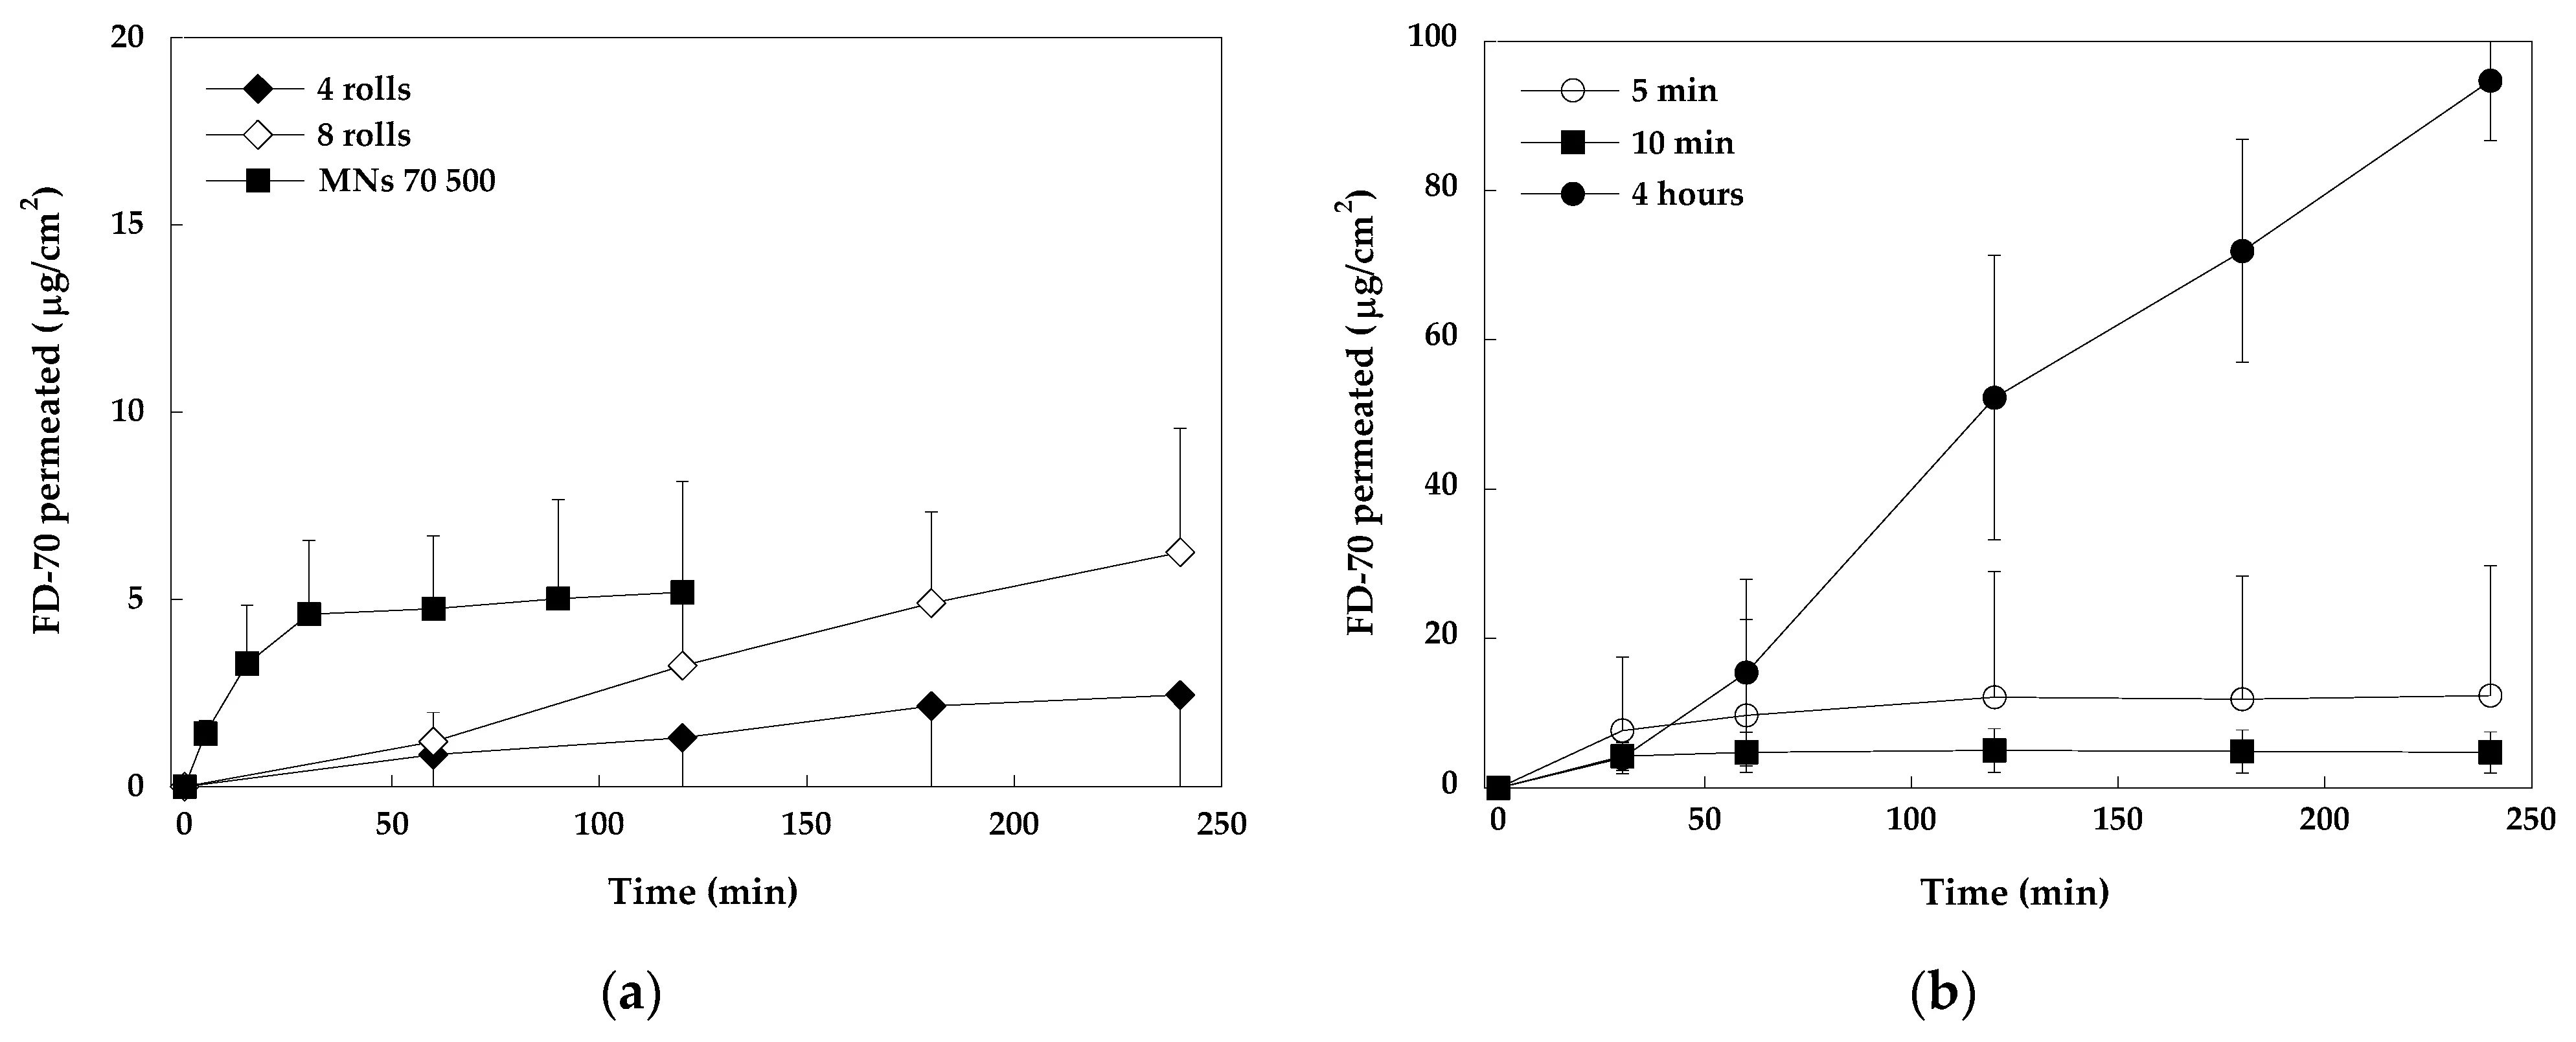 20
15
10
5
0
FD-70 permeated (μg/cm²)
4 rolls
8 rolls
MNs 70 500
0 50 100 150 200 250
Time (min)
(a)
100
80
60
40
20
0
FD-70 permeated (μg/cm²)
5 min
10 min
4 hours
0 50 100 150 200 250
Time (min)
(b)